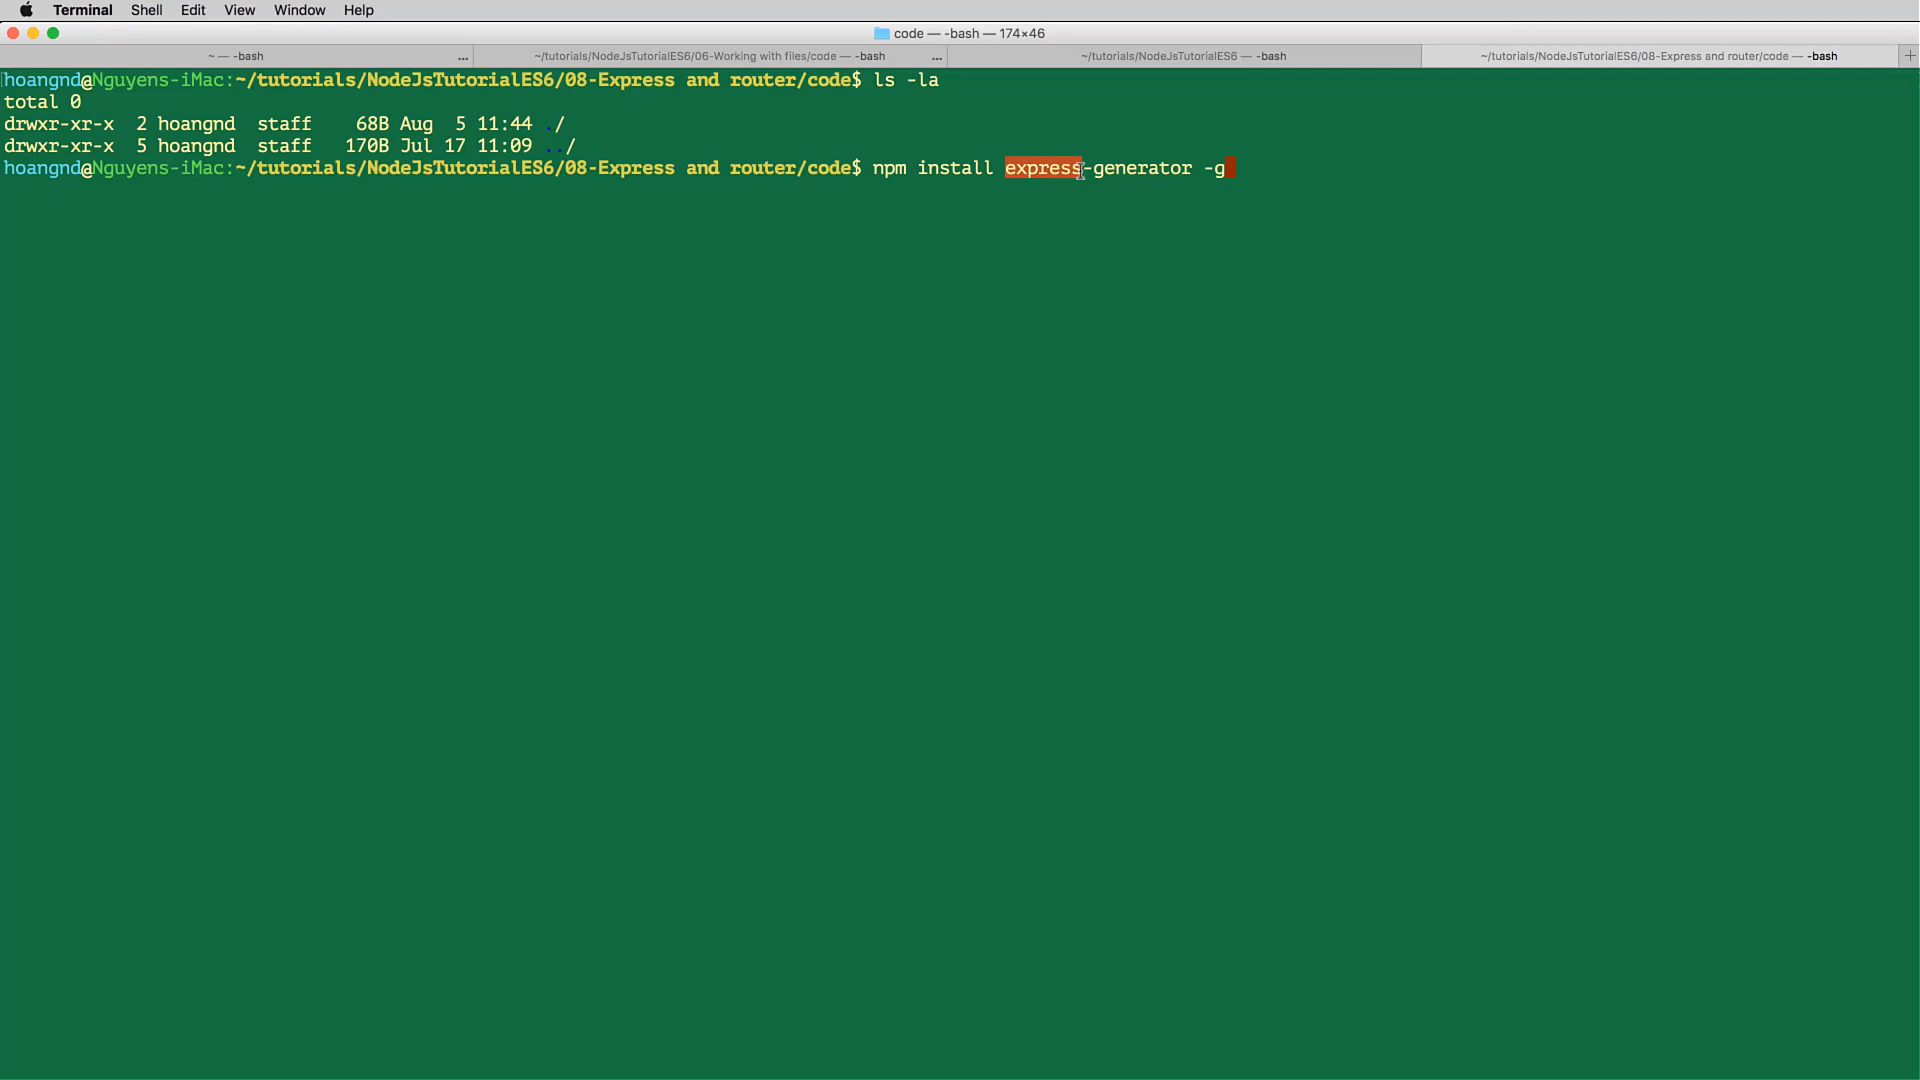 Terminal Shell Edit View Window Help
code — -bash — 174×46
~ — -bash ... ~/tutorials/NodeJsTutorialES6/06-Working with files/code — -bash ... ~/tutorials/NodeJsTutorialES6 — -bash ~/tutorials/NodeJsTutorialES6/08-Express and router/code — -bash +
hoangnd@Nguyens-iMac:~/tutorials/NodeJsTutorialES6/08-Express and router/code$ ls -la
total 0
drwxr-xr-x 2 hoangnd staff 68B Aug 5 11:44 ./
drwxr-xr-x 5 hoangnd staff 170B Jul 17 11:09 ../
hoangnd@Nguyens-iMac:~/tutorials/NodeJsTutorialES6/08-Express and router/code$ npm install express-generator -g